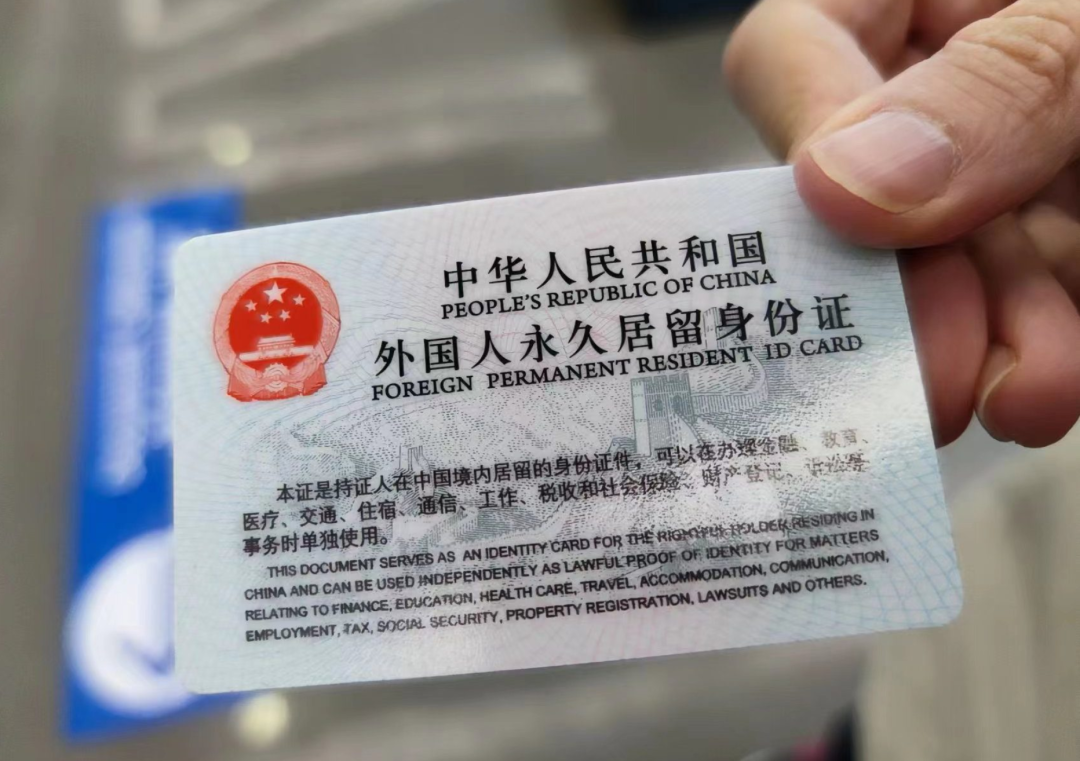 中华人民共和国
PEOPLE'S REPUBLIC OF CHINA
外国人永久居留身份证
FOREIGN PERMANENT RESIDENT ID CARD
本证是持证人在中国境内居留的身份证件，可以在办理金融、教育、
医疗、交通、住宿、通信、工作、税收和社会保险、财产登记、诉讼等
事务时单独使用。
THIS DOCUMENT SERVES AS AN IDENTITY CARD FOR THE RIGHTFUL HOLDER RESIDING IN
CHINA AND CAN BE USED INDEPENDENTLY AS LAWFUL PROOF OF IDENTITY FOR MATTERS
RELATING TO FINANCE, EDUCATION, HEALTH CARE, TRAVEL, ACCOMMODATION, COMMUNICATION,
EMPLOYMENT, TAX, SOCIAL SECURITY, PROPERTY REGISTRATION, LAWSUITS AND OTHERS.